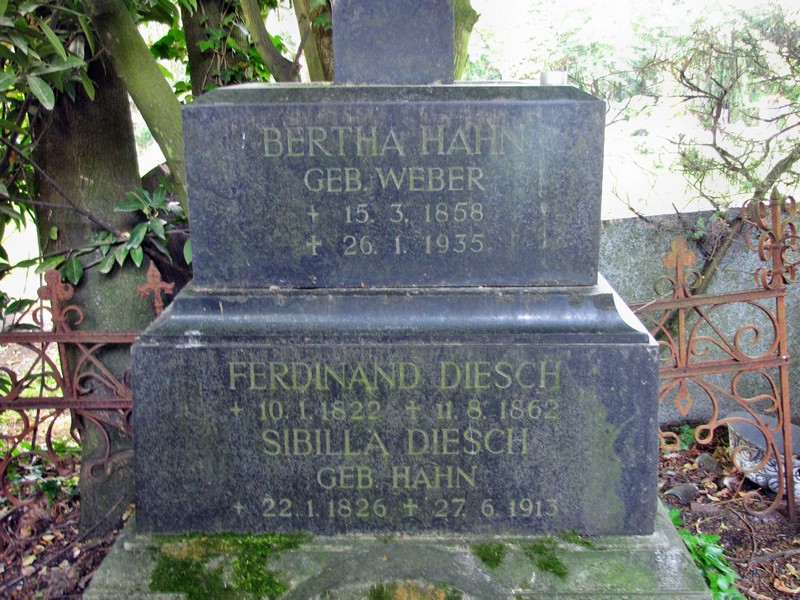 BERTHA HAHN
GEB. WEBER
+ 15. 3. 1858
+ 26. 1. 1935
FERDINAND DIESCH
+ 10. 1. 1822 + 11. 8. 1862
SIBILLA DIESCH
GEB. HAHN
+ 22. 1. 1826 + 27. 6. 1913